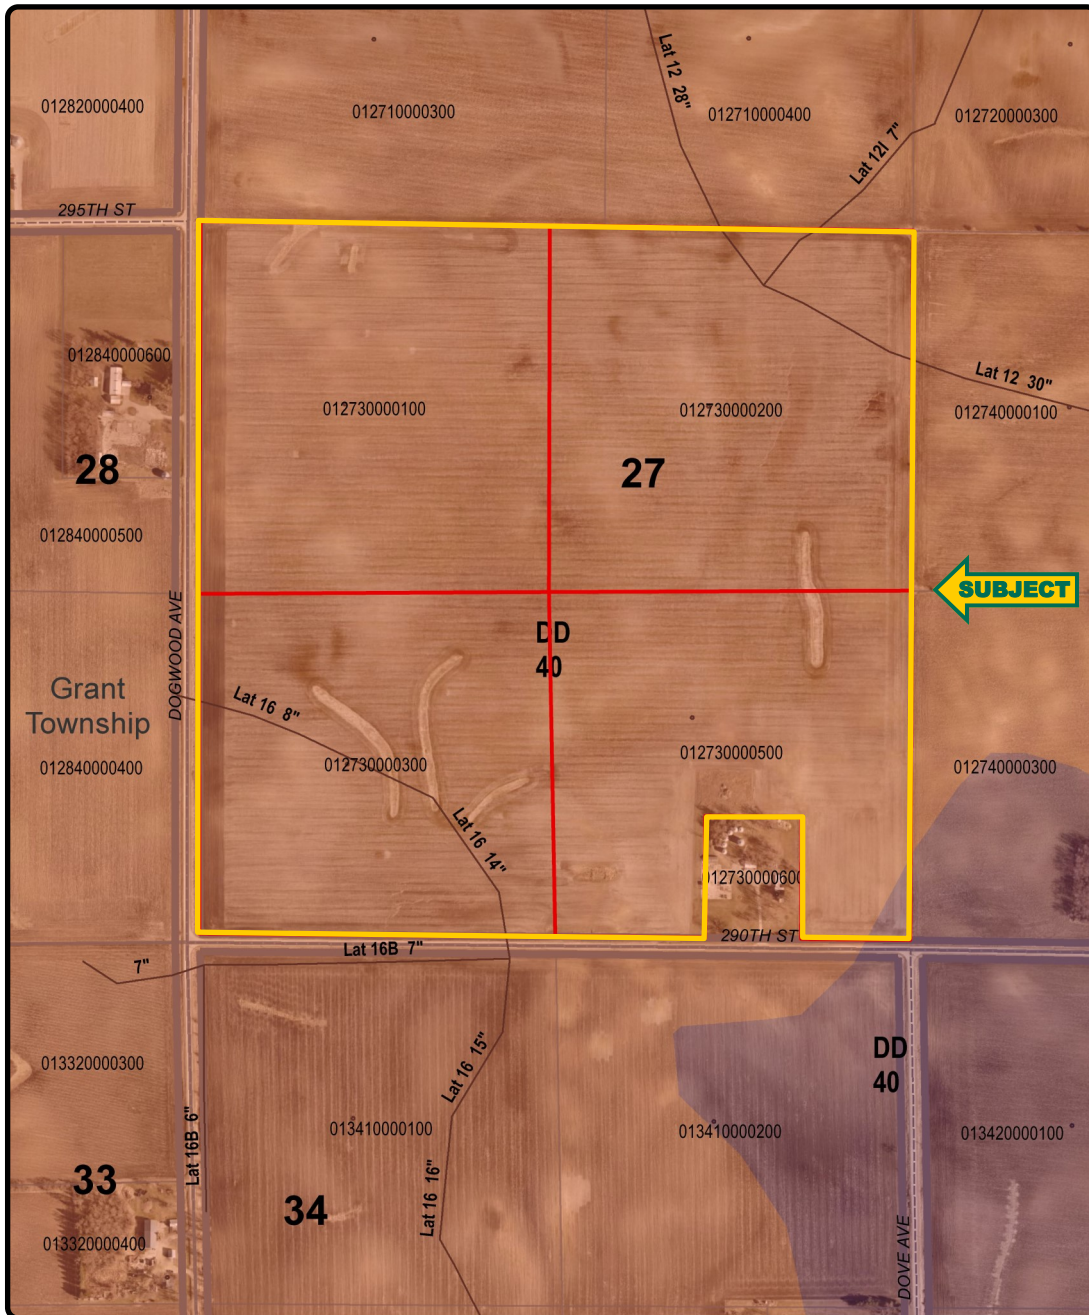 012820000400
012710000300
Lat 12 28"
012710000400
Lat 12I 7"
012720000300
295TH ST
012840000600
012730000100
012730000200
Lat 12 30"
012740000100
28
27
012840000500
SUBJECT
DOGWOOD AVE
DD
40
Grant
Township
Lat 16 8"
012840000400
012730000300
012730000500
012740000300
Lat 16 14"
012730000600
290TH ST
Lat 16B 7"
7"
DD
40
013320000300
Lat 16 15"
Lat 16B 6"
013410000100
013410000200
013420000100
33
34
Lat 16 16"
013320000400
DOVE AVE